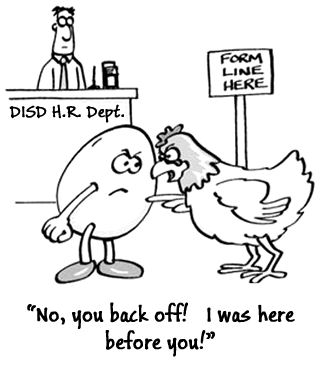 FORM
LINE
HERE
DISD H.R. Dept.
"No, you back off!  I was here
before you!"